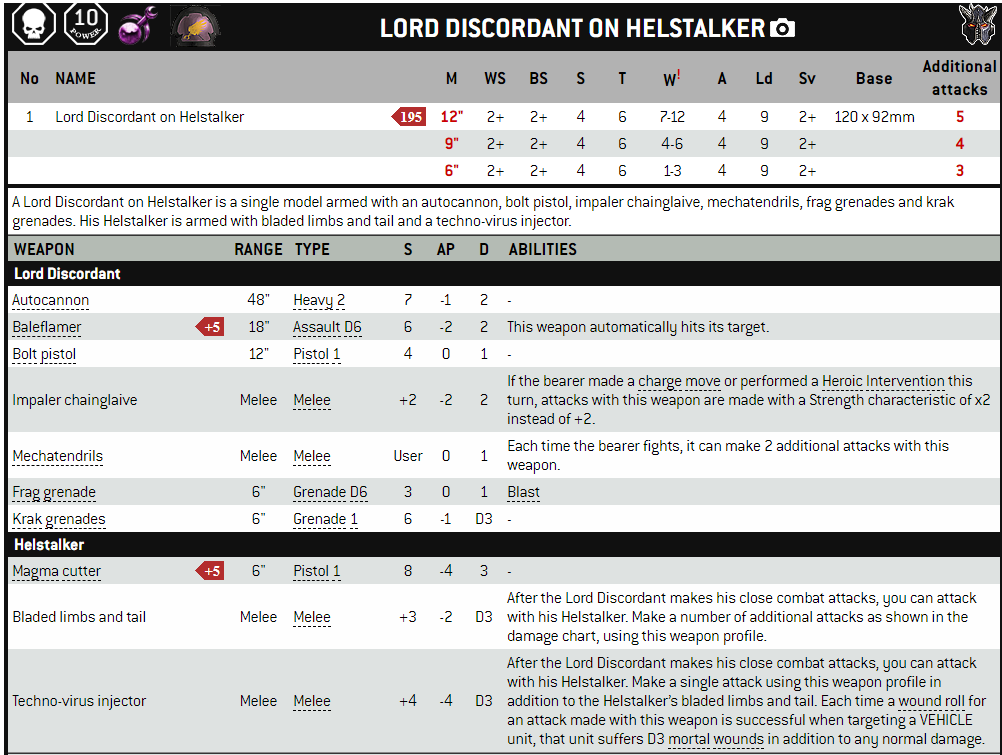 10
POWER
LORD DISCORDANT ON HELSTALKER
No NAME M WS BS S T W! A Ld Sv Base Additional attacks
1 Lord Discordant on Helstalker 195 12" 2+ 2+ 4 6 7-12 4 9 2+ 120 x 92mm 5
9" 2+ 2+ 4 6 4-6 4 9 2+ 4
6" 2+ 2+ 4 6 1-3 4 9 2+ 3
A Lord Discordant on Helstalker is a single model armed with an autocannon, bolt pistol, impaler chainglaive, mechatendrils, frag grenades and krak
grenades. His Helstalker is armed with bladed limbs and tail and a techno-virus injector.
WEAPON RANGE TYPE S AP D ABILITIES
Lord Discordant
Autocannon 48" Heavy 2 7 -1 2 -
Baleflamer +5 18" Assault D6 6 -2 2 This weapon automatically hits its target.
Bolt pistol 12" Pistol 1 4 0 1 -
Impaler chainglaive Melee Melee +2 -2 2 If the bearer made a charge move or performed a Heroic Intervention this
turn, attacks with this weapon are made with a Strength characteristic of x2
instead of +2.
Mechatendrils Melee Melee User 0 1 Each time the bearer fights, it can make 2 additional attacks with this
weapon.
Frag grenade 6" Grenade D6 3 0 1 Blast
Krak grenades 6" Grenade 1 6 -1 D3 -
Helstalker
Magma cutter +5 6" Pistol 1 8 -4 3 -
Bladed limbs and tail Melee Melee +3 -2 D3 After the Lord Discordant makes his close combat attacks, you can attack
with his Helstalker. Make a number of additional attacks as shown in the
damage chart, using this weapon profile.
Techno-virus injector Melee Melee +4 -4 D3 After the Lord Discordant makes his close combat attacks, you can attack
with his Helstalker. Make a single attack using this weapon profile in
addition to the Helstalker's bladed limbs and tail. Each time a wound roll for
an attack made with this weapon is successful when targeting a VEHICLE
unit, that unit suffers D3 mortal wounds in addition to any normal damage.